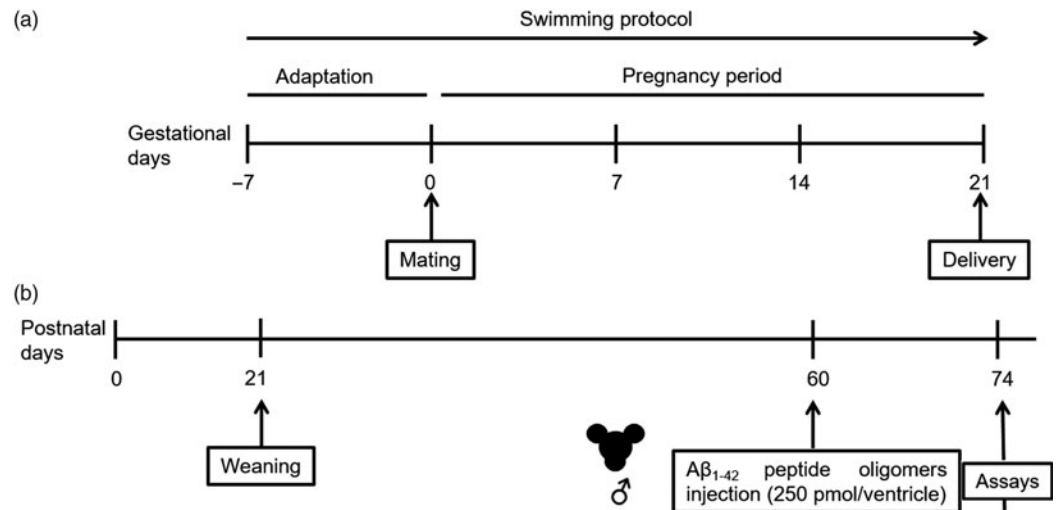 (a)
Swimming protocol
Adaptation
Pregnancy period
Gestational
days
–7
0
7
14
21
Mating
Delivery
(b)
Postnatal
days
0
21
60
74
Weaning
♂
Aβ1-42 peptide oligomers
injection (250 pmol/ventricle)
Assays